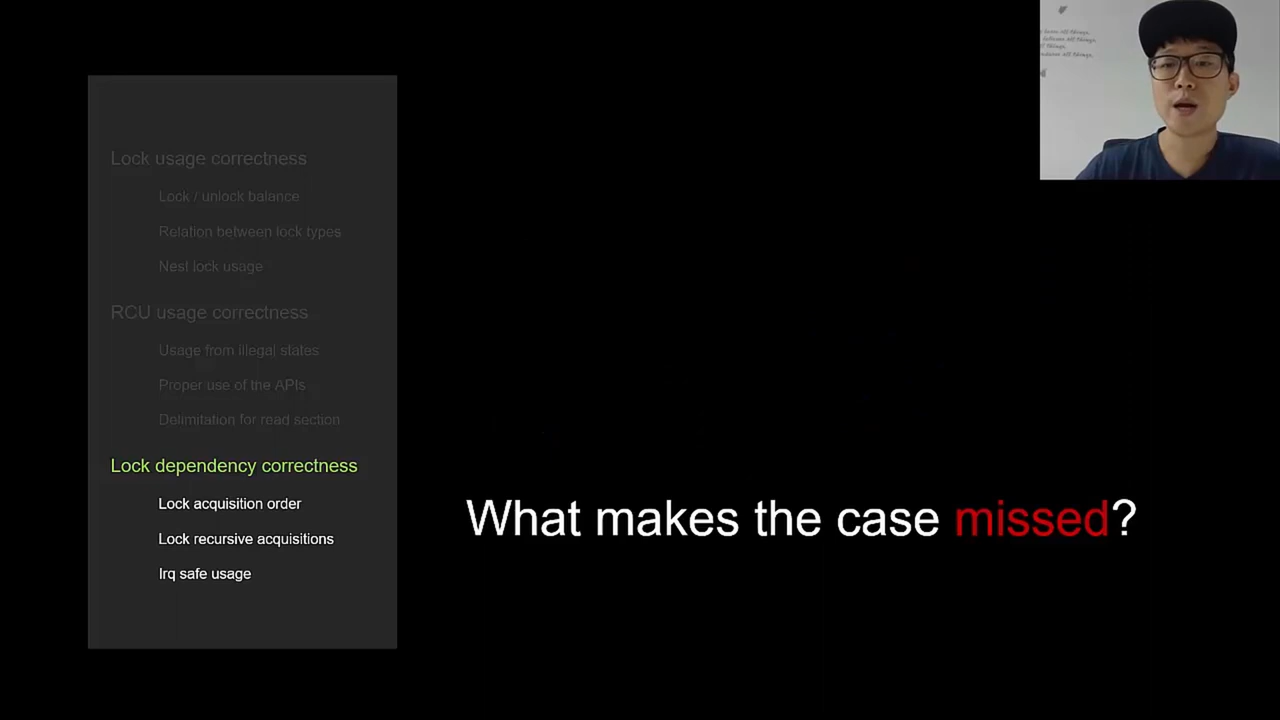 Lock usage correctness
Lock / unlock balance
Relation between lock types
Nest lock usage
RCU usage correctness
Usage from illegal states
Proper use of the APIs
Delimitation for read section
Lock dependency correctness
Lock acquisition order
Lock recursive acquisitions
Irq safe usage
What makes the case missed?